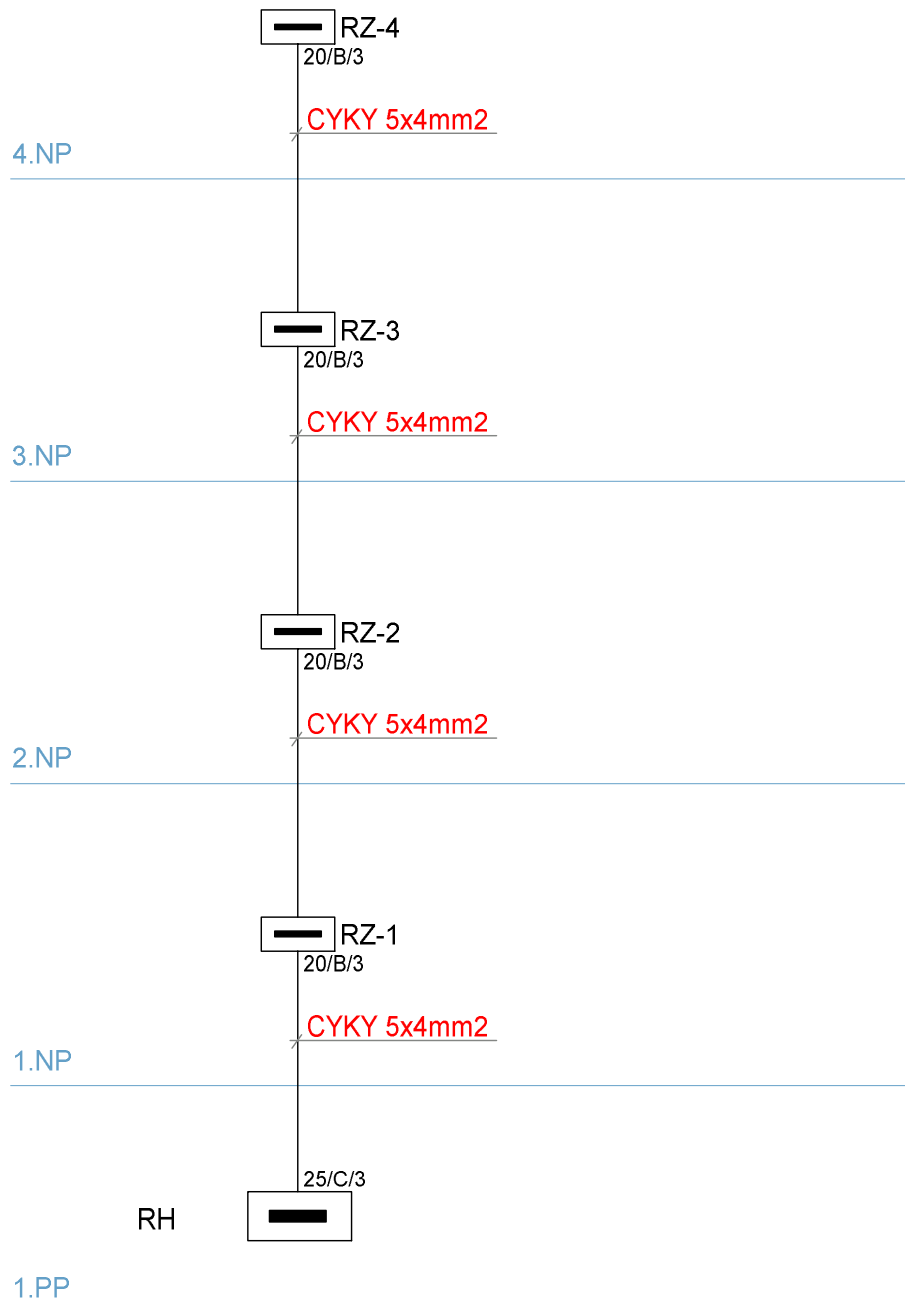 RZ-4
20/B/3
CYKY 5x4mm2
4.NP
RZ-3
20/B/3
CYKY 5x4mm2
3.NP
RZ-2
20/B/3
CYKY 5x4mm2
2.NP
RZ-1
20/B/3
CYKY 5x4mm2
1.NP
25/C/3
RH
1.PP